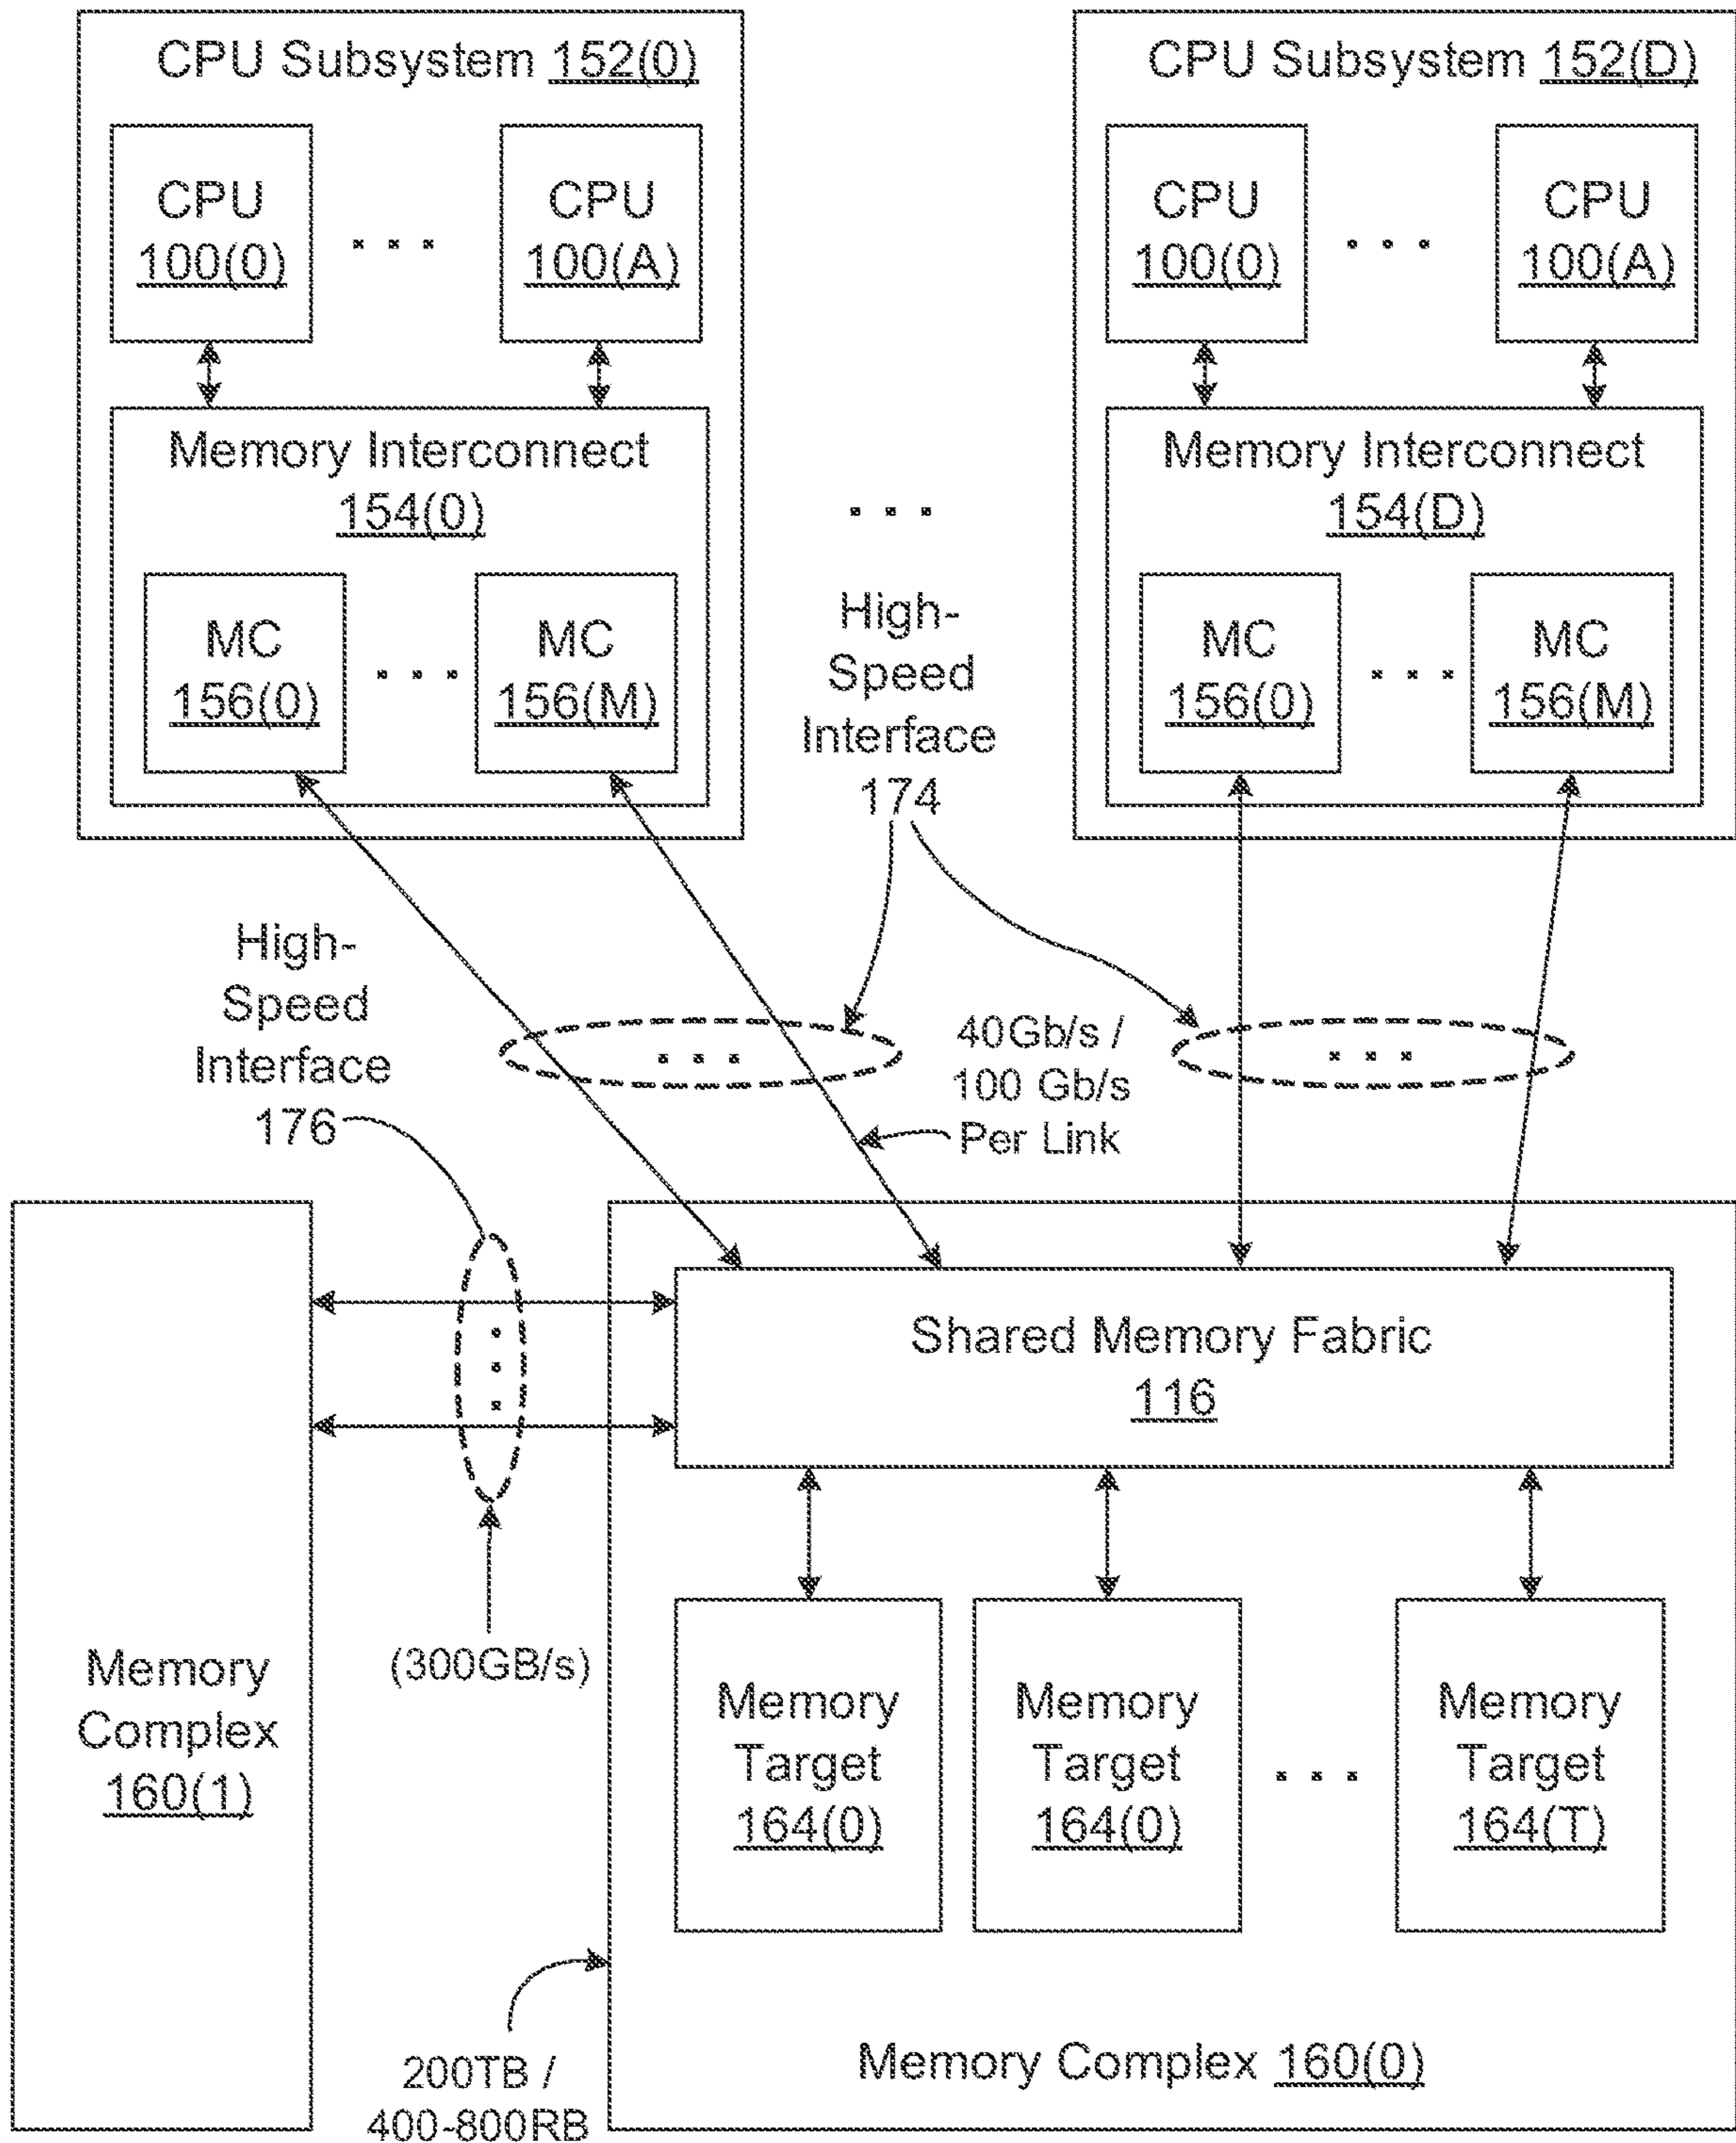 CPU Subsystem 152(0)
CPU
100(0)
. . .
CPU
100(A)
Memory Interconnect
154(0)
MC
156(0)
. . .
MC
156(M)
. . .
CPU Subsystem 152(D)
CPU
100(0)
. . .
CPU
100(A)
Memory Interconnect
154(D)
MC
156(0)
. . .
MC
156(M)
High-
Speed
Interface
174
High-
Speed
Interface
176
. . .
40Gb/s /
100 Gb/s
Per Link
. . .
Shared Memory Fabric
116
. . .
(300GB/s)
Memory
Complex
160(1)
Memory
Target
164(0)
Memory
Target
164(0)
. . .
Memory
Target
164(T)
200TB /
400-800RB
Memory Complex 160(0)